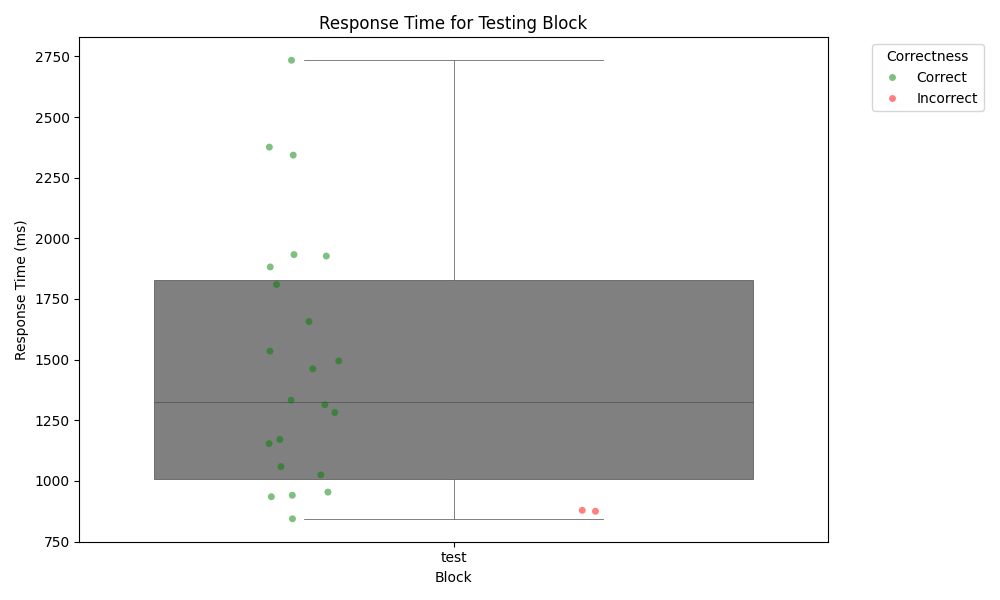 Response Time for Testing Block
Correctness
Correct
Incorrect
Response Time (ms)
2750
2500
2250
2000
1750
1500
1250
1000
750
test
Block